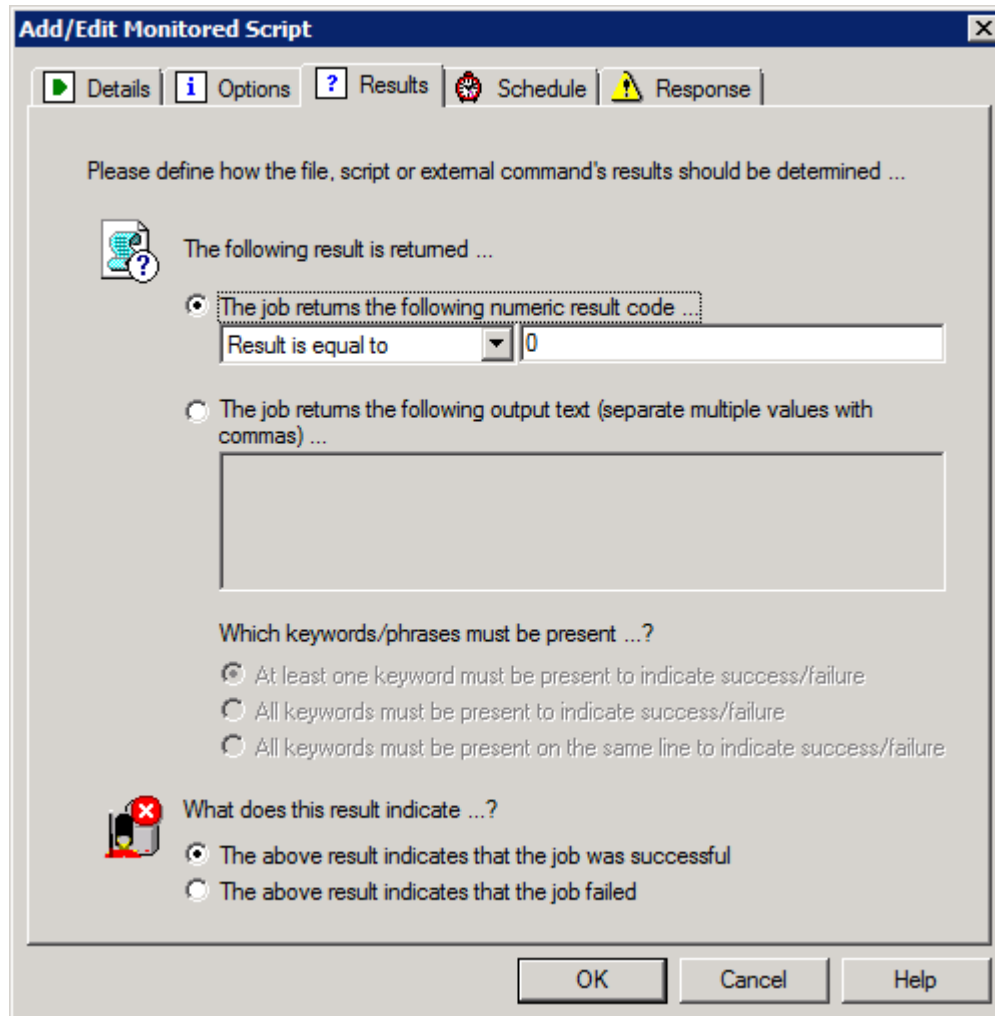 Add/Edit Monitored Script
Details
Options
Results
Schedule
Response
Please define how the file, script or external command's results should be determined ...
The following result is returned ...
The job returns the following numeric result code ...
Result is equal to
0
The job returns the following output text (separate multiple values with
commas) ...
Which keywords/phrases must be present ...?
At least one keyword must be present to indicate success/failure
All keywords must be present to indicate success/failure
All keywords must be present on the same line to indicate success/failure
What does this result indicate ...?
The above result indicates that the job was successful
The above result indicates that the job failed
OK
Cancel
Help